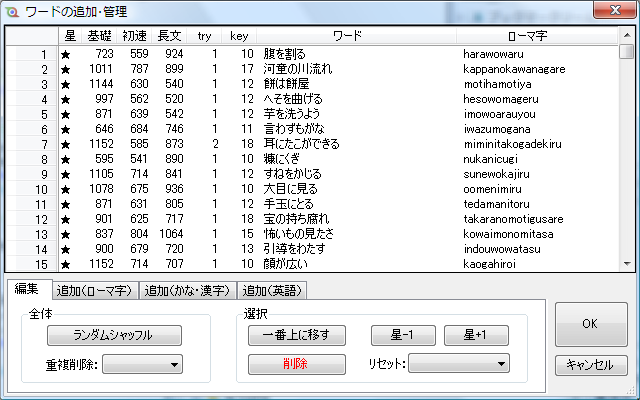 ワードの追加・管理
星 基礎 初速 長文 try key ワード ローマ字
1 ★ 723 559 924 1 10 腹を割る harawowaru
2 ★ 1011 787 899 1 17 河童の川流れ kappanokawanagare
3 ★ 1144 630 540 1 12 餅は餅屋 motihamotiya
4 ★ 997 562 520 1 12 へそを曲げる hesowomageru
5 ★ 871 639 542 1 12 芋を洗うよう imowoarauyou
6 ★ 646 684 746 1 11 言わずもがな iwazumogana
7 ★ 1152 585 873 2 18 耳にたこができる miminitakogadekiru
8 ★ 595 541 890 1 10 糠にくぎ nukanicugi
9 ★ 1105 714 841 1 12 すねをかじる sunewokajiru
10 ★ 1078 675 936 1 10 大目に見る oomenimiru
11 ★ 871 631 805 1 12 手玉にとる tedamanitoru
12 ★ 901 625 717 1 18 宝の持ち腐れ takaranomotigusare
13 ★ 837 804 1064 1 15 怖いもの見たさ kowaimonomitasa
14 ★ 900 679 720 1 13 引導をわたす indouwowatasu
15 ★ 1152 714 707 1 10 顔が広い kaogahiroi
編集 追加(ローマ字) 追加(かな・漢字) 追加(英語)
全体 選択
ランダムシャッフル 一番上に移す 星-1 星+1 OK
重複削除: 削除 リセット: キャンセル